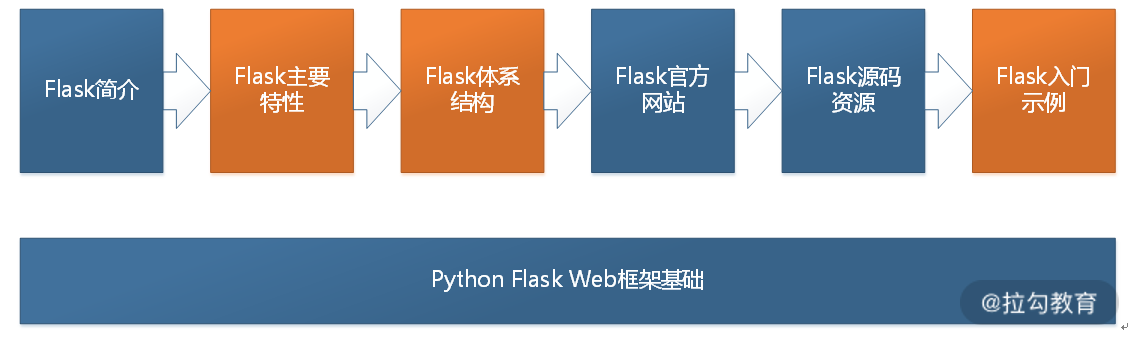 Flask简介
Flask主要
特性
Flask体系
结构
Flask官方
网站
Flask源码
资源
Flask入门
示例
Python Flask Web框架基础
@拉勾教育